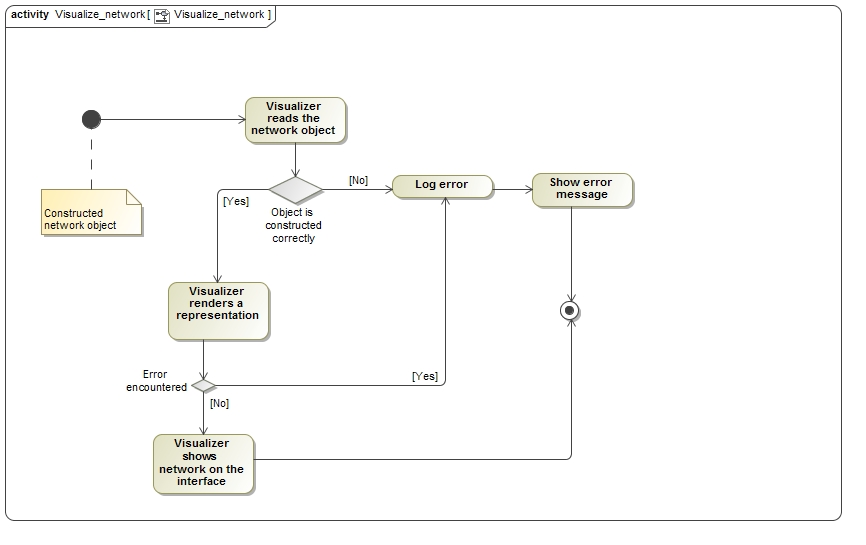 activity Visualize_network [ Visualize_network ]
Visualizer
reads the
network object
Constructed
network object
[No]
Log error
Show error
message
[Yes]
Object is
constructed
correctly
Visualizer
renders a
representation
Error
encountered
[Yes]
[No]
Visualizer
shows
network on the
interface